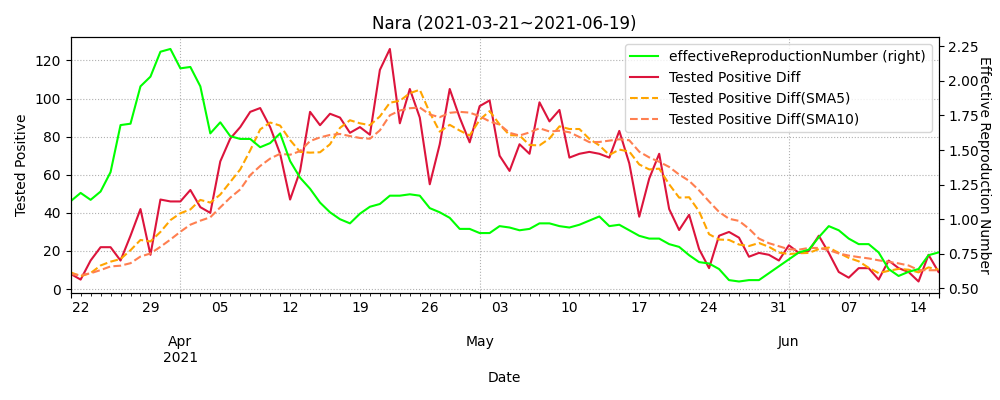 Nara (2021-03-21~2021-06-19)
effectiveReproductionNumber (right)
Tested Positive Diff
Tested Positive Diff(SMA5)
Tested Positive Diff(SMA10)
Tested Positive
120
100
80
60
40
20
0
2.25
2.00
1.75
1.50
1.25
1.00
0.75
0.50
Effective Reproduction Number
22 29 05 12 19 26 03 10 17 24 31 07 14
Apr May Jun
2021
Date